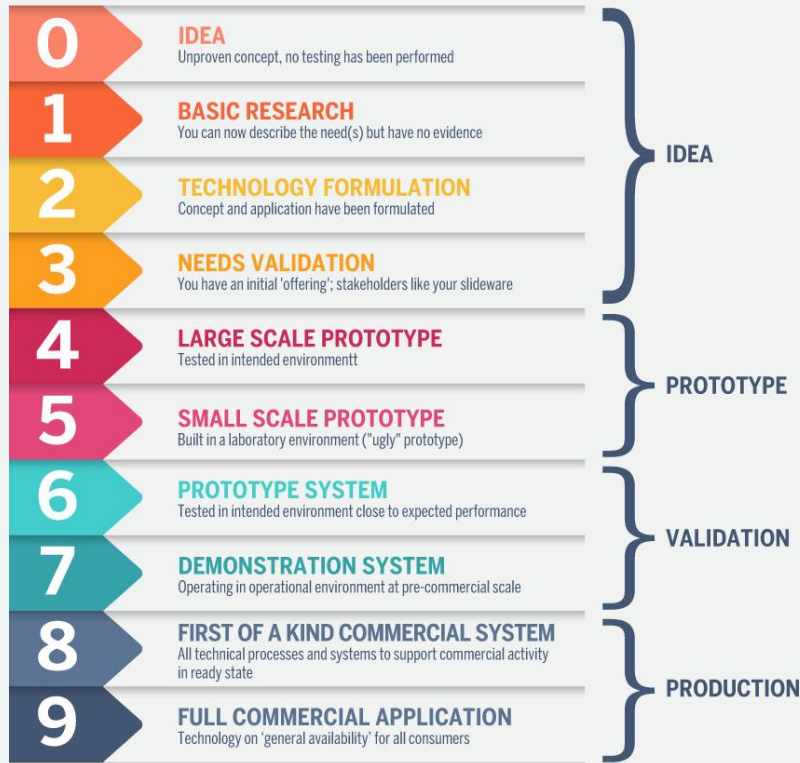 0
IDEA
Unproven concept, no testing has been performed
1
BASIC RESEARCH
You can now describe the need(s) but have no evidence
2
TECHNOLOGY FORMULATION
Concept and application have been formulated
3
NEEDS VALIDATION
You have an initial 'offering'; stakeholders like your slideware
IDEA
4
LARGE SCALE PROTOTYPE
Tested in intended environmentt
5
SMALL SCALE PROTOTYPE
Built in a laboratory environment ("ugly" prototype)
PROTOTYPE
6
PROTOTYPE SYSTEM
Tested in intended environment close to expected performance
7
DEMONSTRATION SYSTEM
Operating in operational environment at pre-commercial scale
VALIDATION
8
FIRST OF A KIND COMMERCIAL SYSTEM
All technical processes and systems to support commercial activity
in ready state
9
FULL COMMERCIAL APPLICATION
Technology on ‘general availability’ for all consumers
PRODUCTION